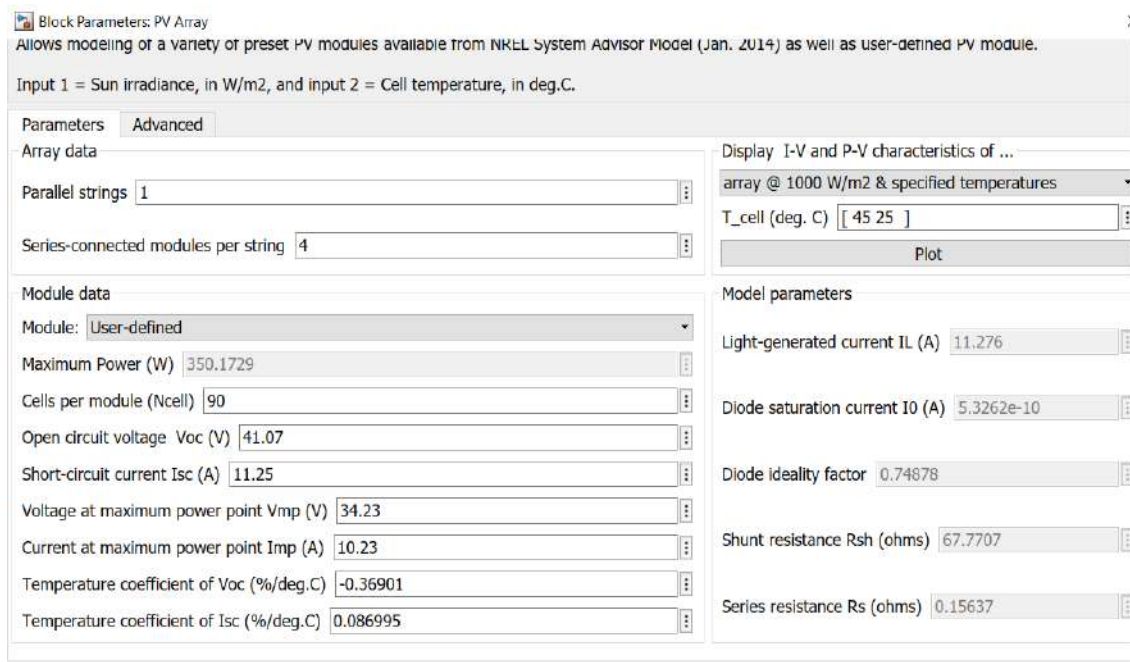 Block Parameters: PV Array
Allows modeling of a variety of preset PV modules available from NREL System Advisor Model (Jan. 2014) as well as user-defined PV module.
Input 1 = Sun irradiance, in W/m2, and input 2 = Cell temperature, in deg.C.
Parameters Advanced
Array data
Parallel strings 1
Series-connected modules per string 4
Display I-V and P-V characteristics of ...
array @ 1000 W/m2 & specified temperatures
T_cell (deg. C) [ 45 25 ]
Plot
Module data
Module: User-defined
Maximum Power (W) 350.1729
Cells per module (Ncell) 90
Open circuit voltage Voc (V) 41.07
Short-circuit current Isc (A) 11.25
Voltage at maximum power point Vmp (V) 34.23
Current at maximum power point Imp (A) 10.23
Temperature coefficient of Voc (%/deg.C) -0.36901
Temperature coefficient of Isc (%/deg.C) 0.086995
Model parameters
Light-generated current IL (A) 11.276
Diode saturation current I0 (A) 5.3262e-10
Diode ideality factor 0.74878
Shunt resistance Rsh (ohms) 67.7707
Series resistance Rs (ohms) 0.15637